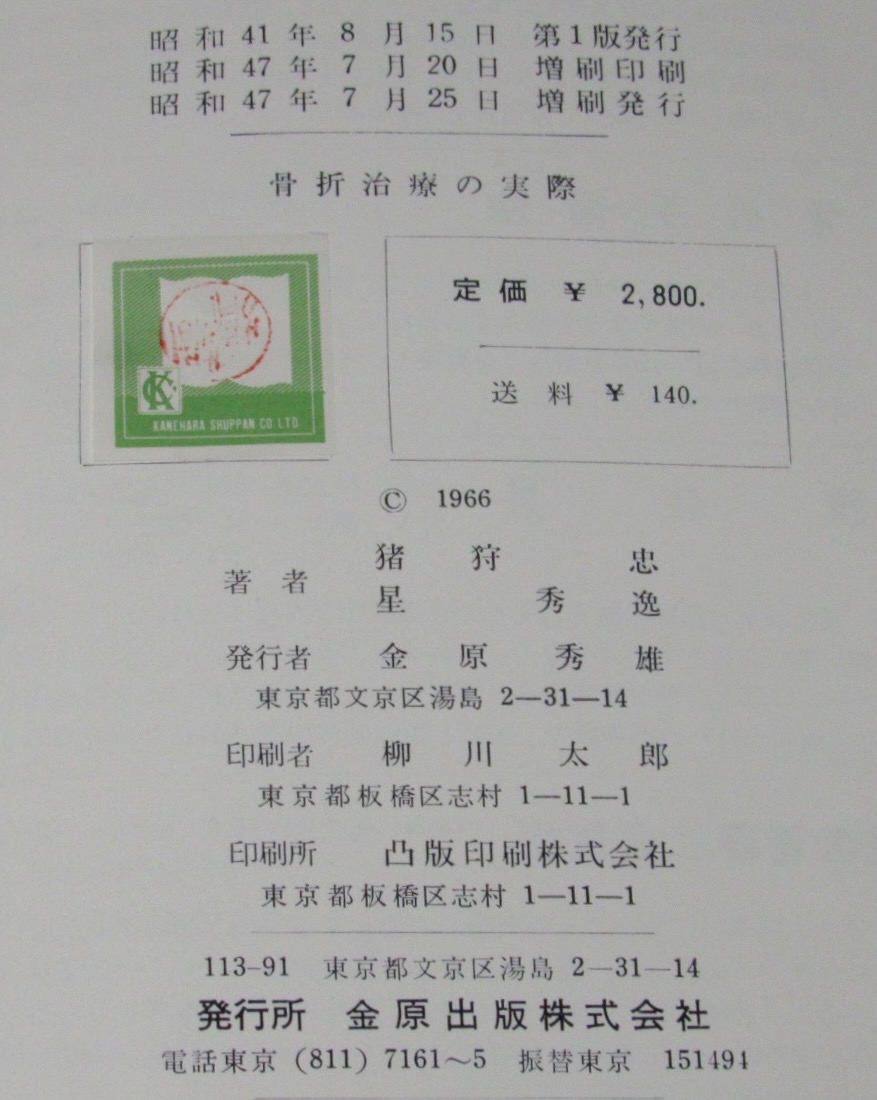 昭和41年8月15日 第1版発行
昭和47年7月20日 増刷印刷
昭和47年7月25日 増刷発行
骨折治療の実際
KC
KANEHARA SHUPPAN CO. LTD
定価 ¥ 2,800.
送料 ¥ 140.
© 1966
著者 猪狩 忠
星 秀逸
発行者 金原秀雄
東京都文京区湯島 2—31—14
印刷者 柳川太郎
東京都板橋区志村 1—11—1
印刷所 凸版印刷株式会社
東京都板橋区志村 1—11—1
113-91 東京都文京区湯島 2—31—14
発行所 金原出版株式会社
電話東京 (811) 7161〜5 振替東京 151494